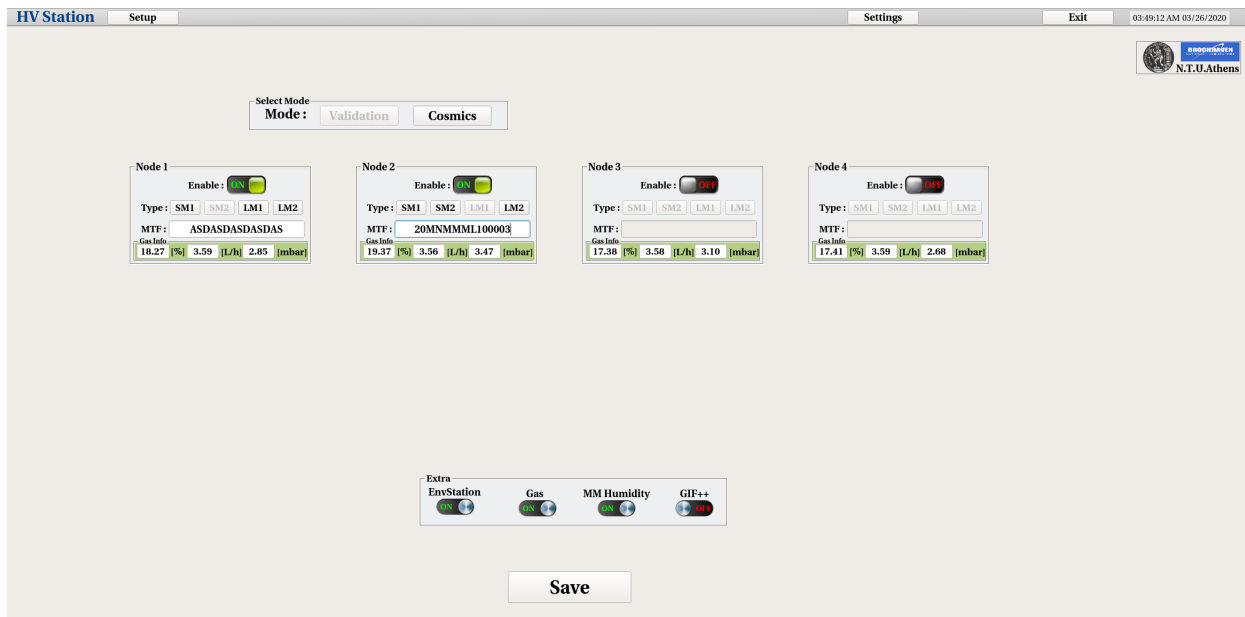 HV Station Setup Settings Exit 03:49:12 AM 03/26/2020
BROOKHAVEN
N.T.U.Athens
Select Mode
Mode : Validation Cosmics
Node 1 Node 2 Node 3 Node 4
Enable : ON Enable : ON Enable : OFF Enable : OFF
Type : SM1 SM2 LM1 LM2 Type : SM1 SM2 LM1 LM2 Type : SM1 SM2 LM1 LM2 Type : SM1 SM2 LM1 LM2
MTF : ASDASDASDASDAS MTF : 20MNMMML100003 MTF : MTF :
Gas Info Gas Info Gas Info Gas Info
18.27 [%] 3.59 [L/h] 2.85 [mbar] 19.37 [%] 3.56 [L/h] 3.47 [mbar] 17.38 [%] 3.58 [L/h] 3.10 [mbar] 17.41 [%] 3.59 [L/h] 2.68 [mbar]
Extra
EnvStation Gas MM Humidity GIF++
ON ON ON OFF
Save